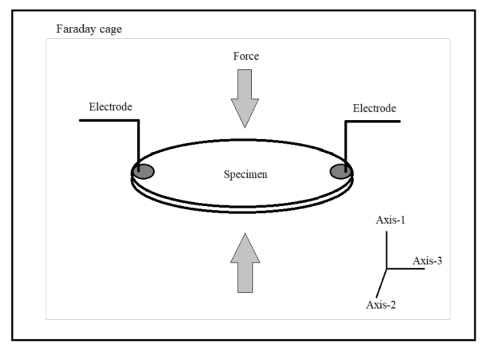 Faraday cage
Force
Electrode
Electrode
Specimen
Axis-1
Axis-3
Axis-2